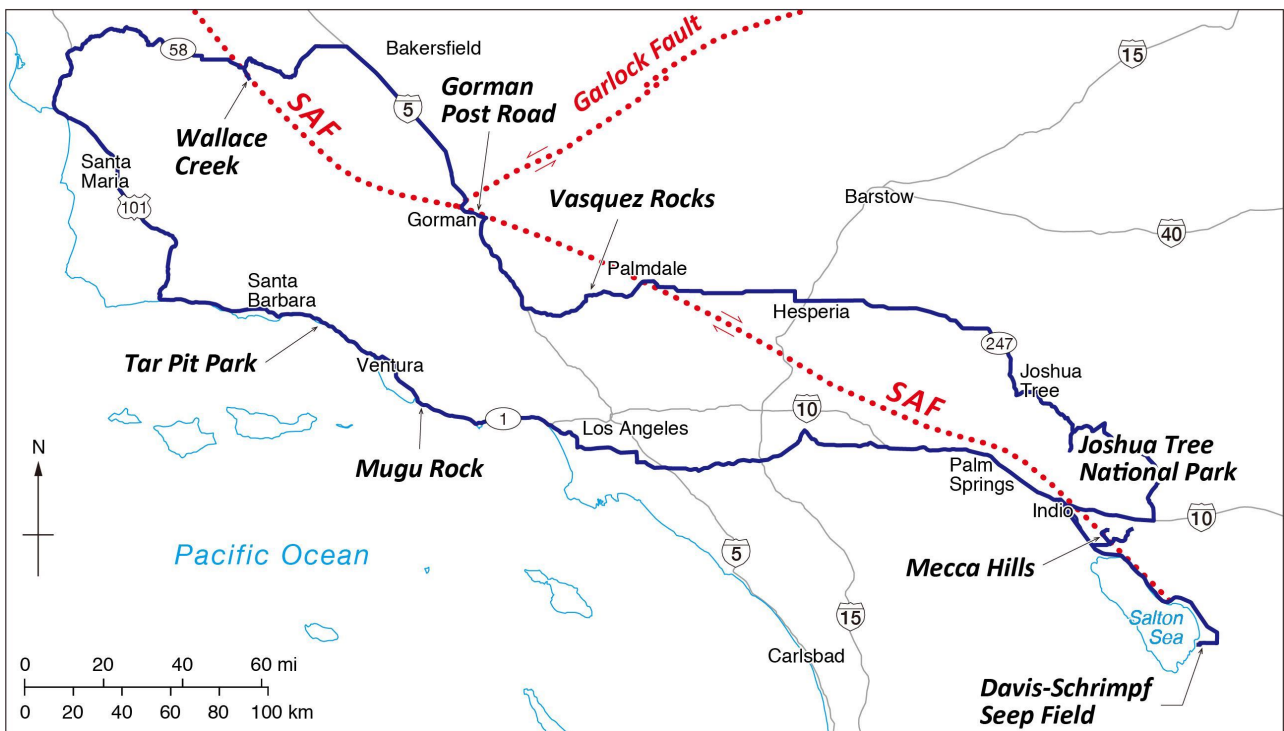 58
Bakersfield
15
Garlock Fault
SAF
5
Gorman
Post Road
Wallace
Creek
Santa
Maria
101
Vasquez Rocks
Barstow
Gorman
40
Palmdale
Santa
Barbara
Hesperia
247
Tar Pit Park
Ventura
Joshua
Tree
SAF
10
1
Los Angeles
N
Mugu Rock
Joshua Tree
National Park
Palm
Springs
Indio
10
Pacific Ocean
5
Mecca Hills
15
Salton
Sea
Carlsbad
0 20 40 60 mi
0 20 40 60 80 100 km
Davis-Schrimpf
Seep Field